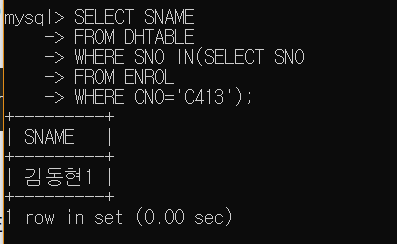 mysql> SELECT SNAME
    -> FROM DHTABLE
    -> WHERE SNO IN(SELECT SNO
    -> FROM ENROL
    -> WHERE CNO='C413');
+---------+
| SNAME   |
+---------+
| 김동현1 |
+---------+
1 row in set (0.00 sec)